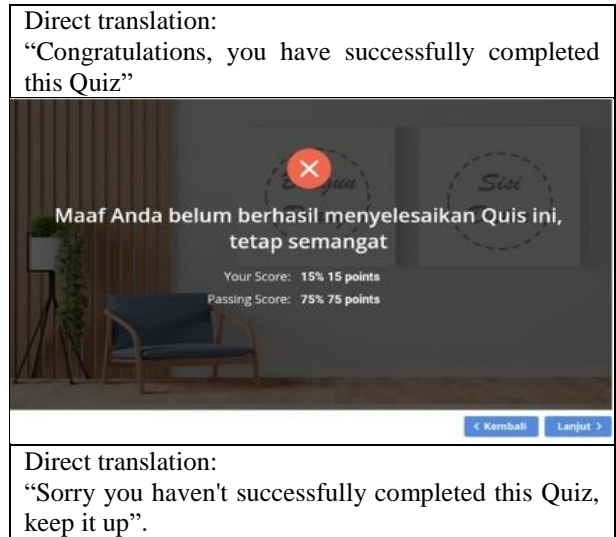 Direct translation:
“Congratulations, you have successfully completed
this Quiz”
Sisi
Maaf Anda belum berhasil menyelesaikan Quis ini,
tetap semangat
Your Score: 15% 15 points
Passing Score: 75% 75 points
< Kembali
Lanjut >
Direct translation:
“Sorry you haven't successfully completed this Quiz,
keep it up”.